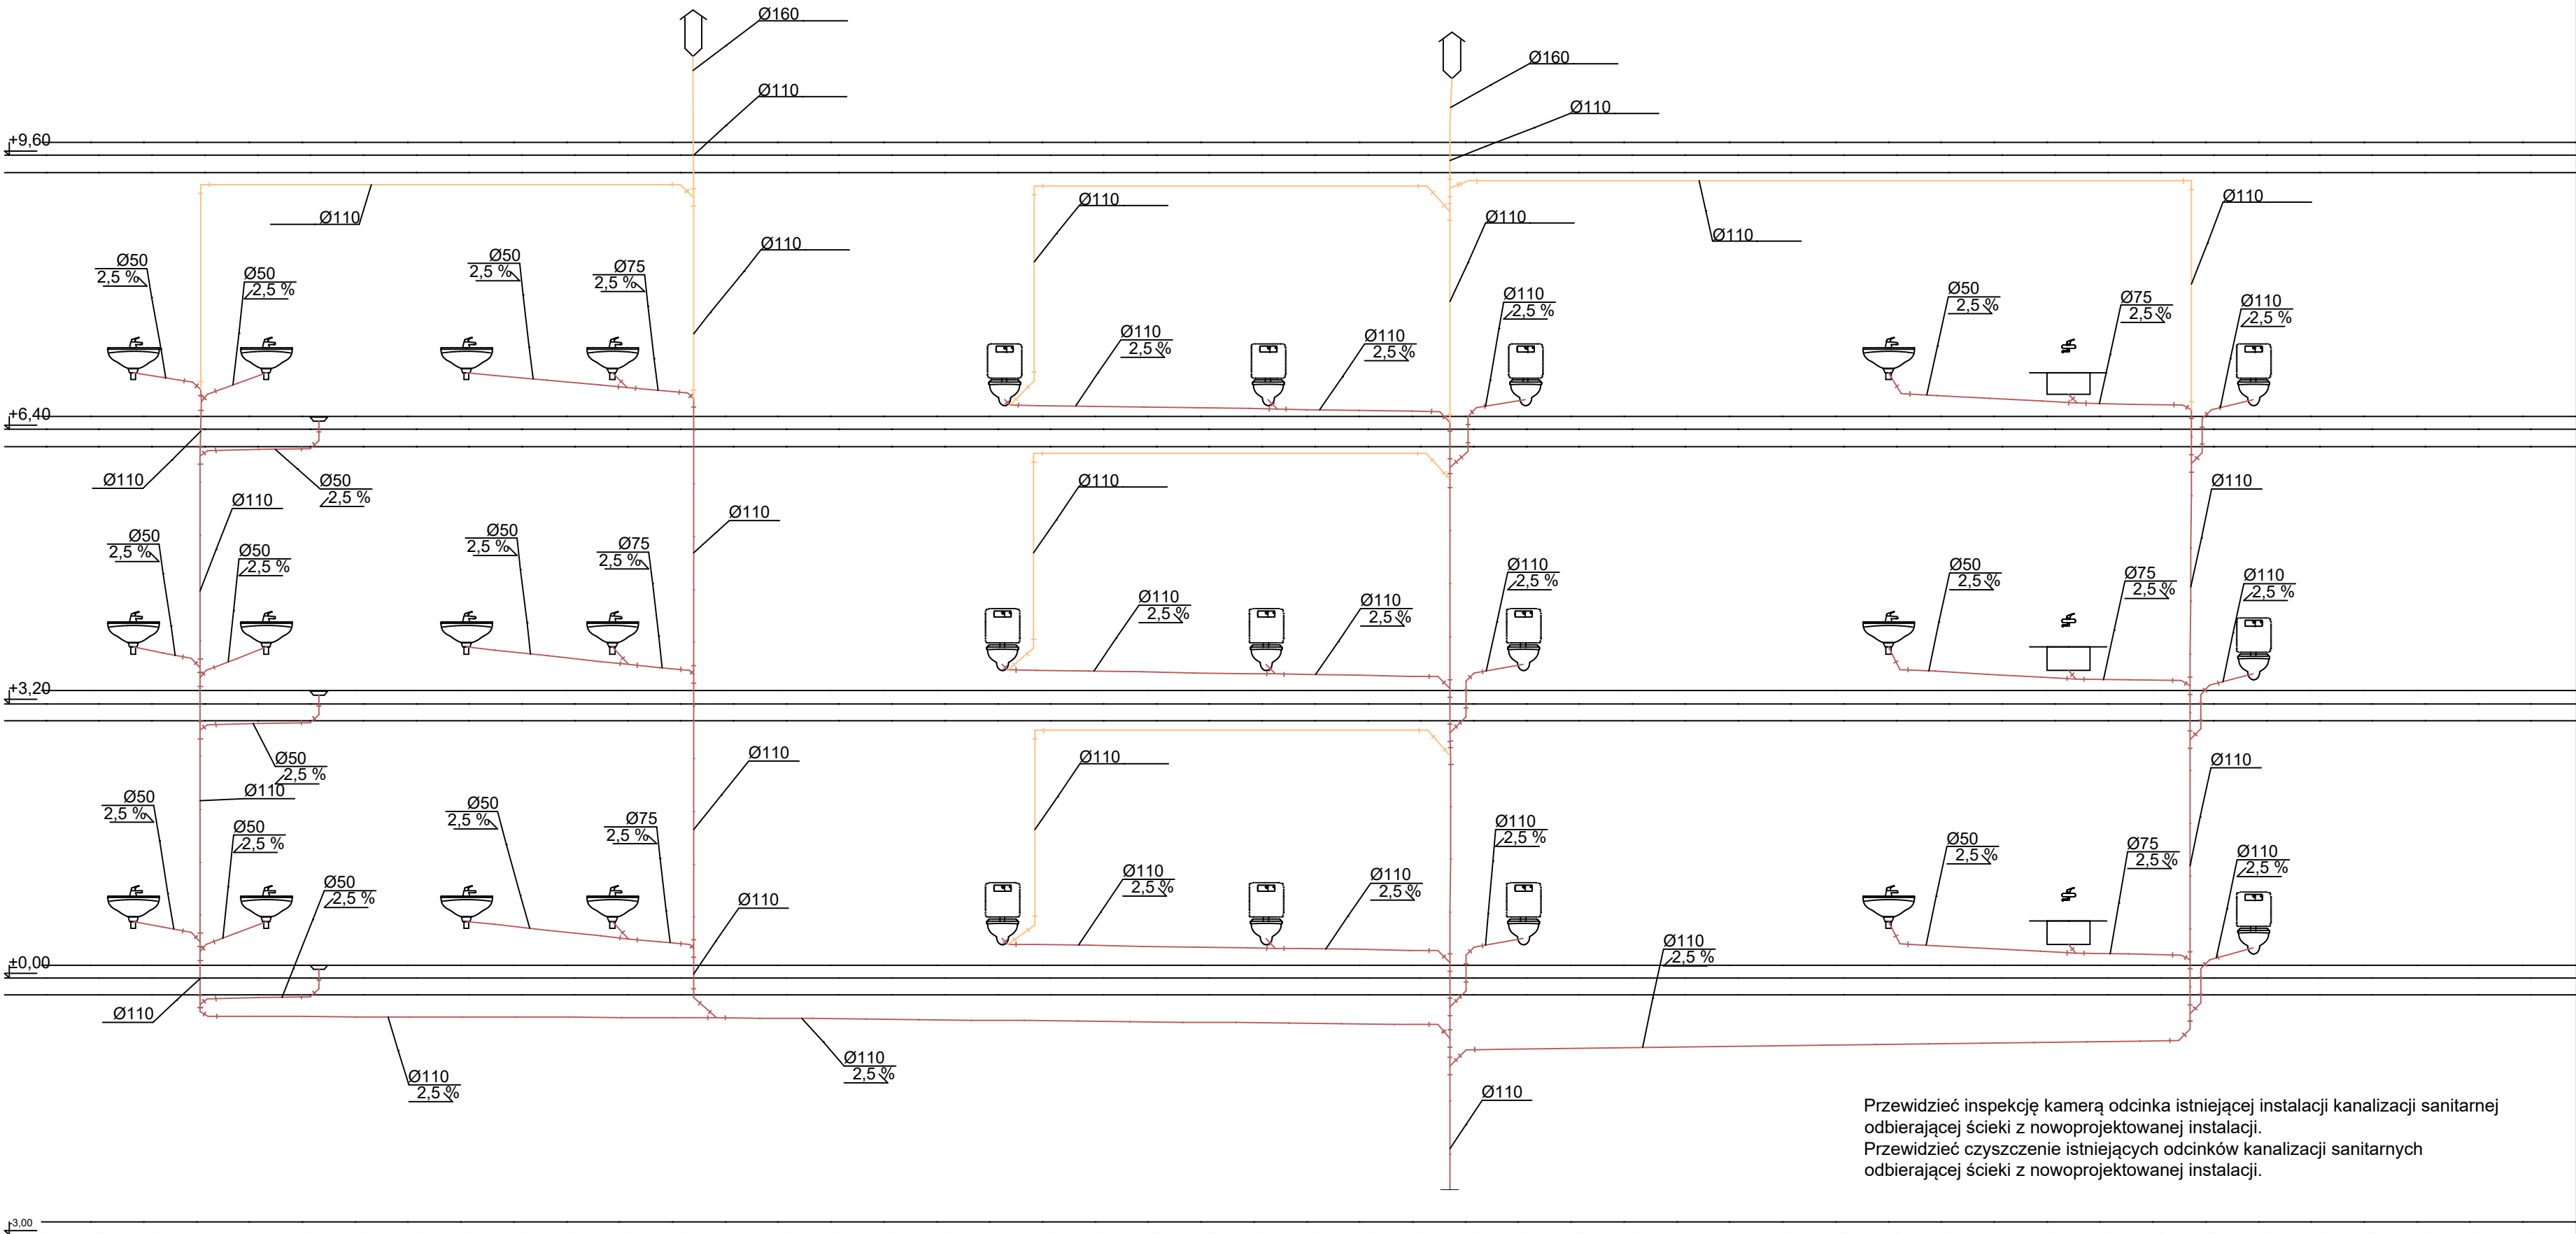 Ø160
Ø160
Ø110
Ø110
+9,60
Ø110
Ø110
Ø110
Ø110
Ø110
Ø110
Ø110
Ø50
2,5 %
Ø50
2,5 %
Ø50
2,5 %
Ø75
2,5 %
Ø110
2,5 %
Ø110
2,5 %
Ø110
2,5 %
Ø50
2,5 %
Ø75
2,5 %
Ø110
2,5 %
+6,40
Ø110
Ø50
2,5 %
Ø110
Ø110
Ø110
Ø110
Ø50
2,5 %
Ø50
2,5 %
Ø50
2,5 %
Ø75
2,5 %
Ø110
2,5 %
Ø110
2,5 %
Ø110
2,5 %
Ø50
2,5 %
Ø75
2,5 %
Ø110
2,5 %
+3,20
Ø50
2,5 %
Ø110
Ø110
Ø110
Ø110
Ø50
2,5 %
Ø50
2,5 %
Ø50
2,5 %
Ø50
2,5 %
Ø75
2,5 %
Ø110
Ø110
2,5 %
Ø110
2,5 %
Ø110
2,5 %
Ø110
2,5 %
Ø50
2,5 %
Ø75
2,5 %
Ø110
2,5 %
±0,00
Ø110
Ø110
2,5 %
Ø110
2,5 %
Ø110
Przewidzieć inspekcję kamerą odcinka istniejącej instalacji kanalizacji sanitarnej
odbierającej ścieki z nowoprojektowanej instalacji.
Przewidzieć czyszczenie istniejących odcinków kanalizacji sanitarnych
odbierającej ścieki z nowoprojektowanej instalacji.
-3,00